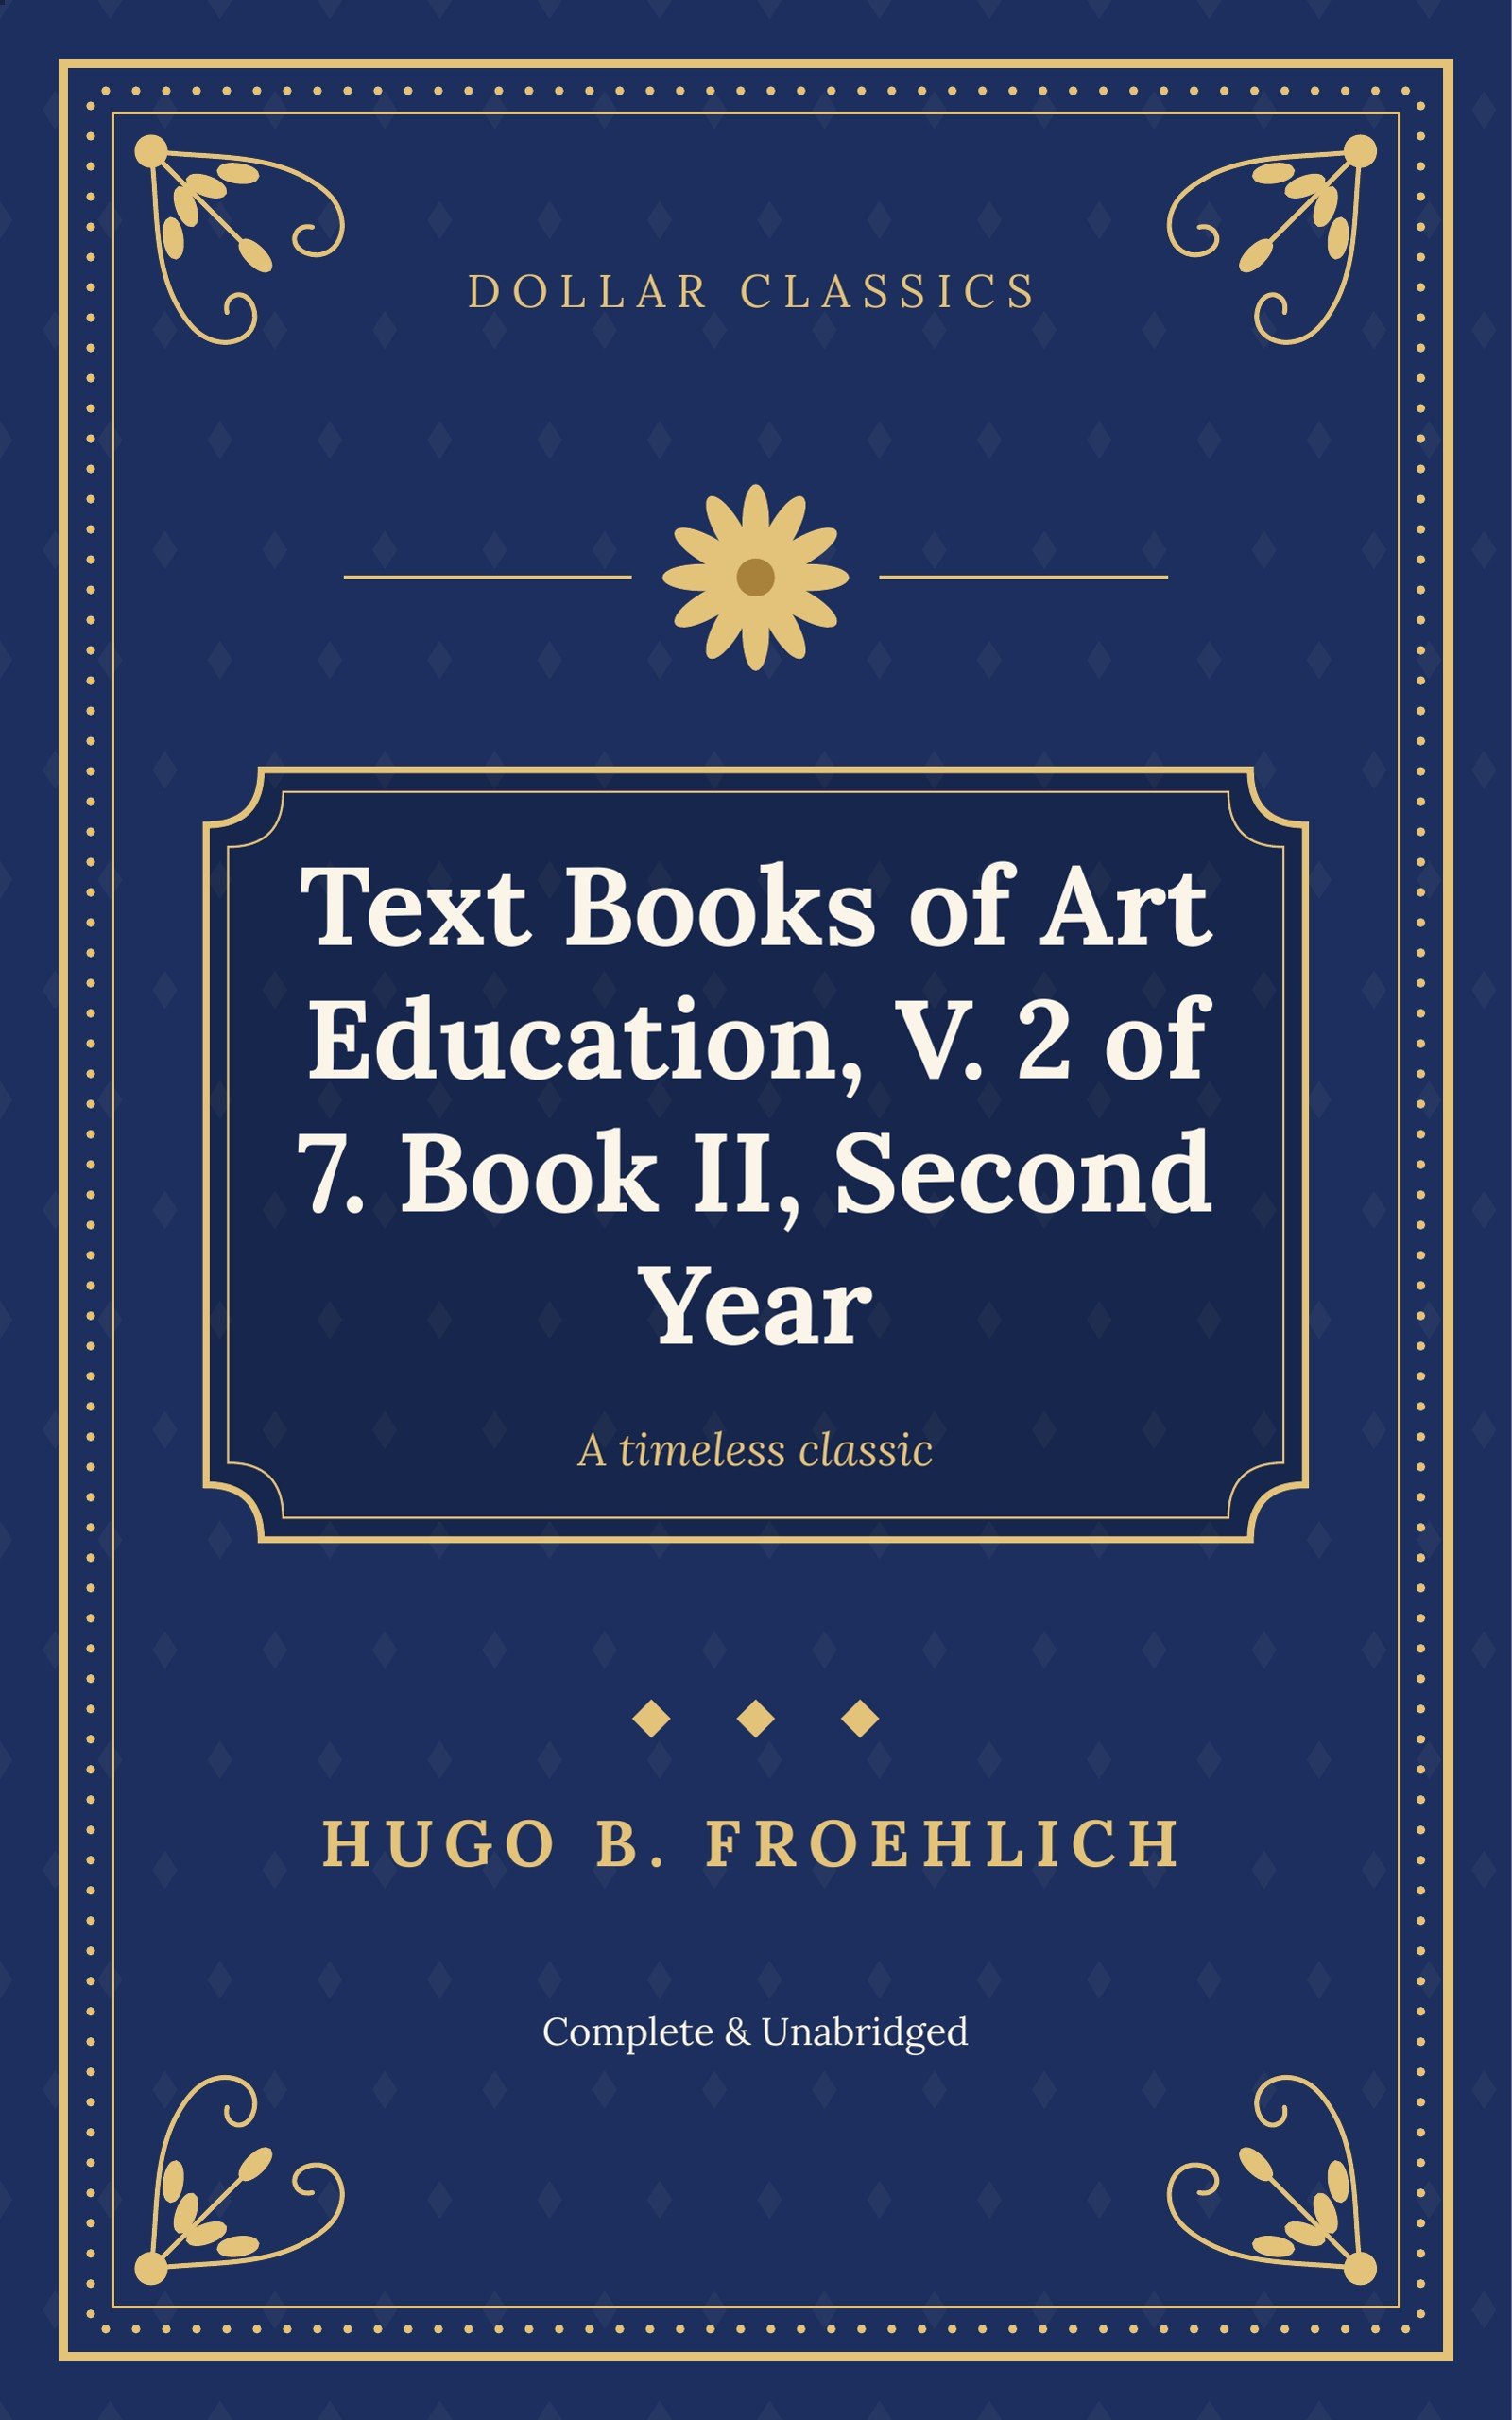 DOLLAR CLASSICS
Text Books of Art
Education, V. 2 of
7. Book II, Second
Year
A timeless classic
HUGO B. FROEHLICH
Complete & Unabridged